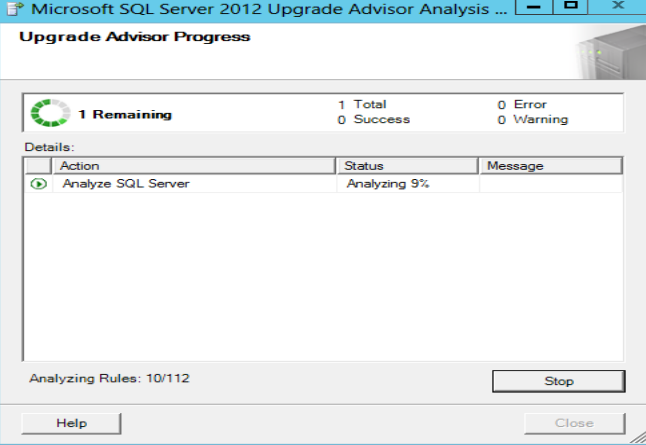 Microsoft SQL Server 2012 Upgrade Advisor Analysis ...
Upgrade Advisor Progress
1 Remaining
1 Total
0 Error
0 Success
0 Warning
Details:
Action Status Message
Analyze SQL Server Analyzing 9%
Analyzing Rules: 10/112
Stop
Help
Close